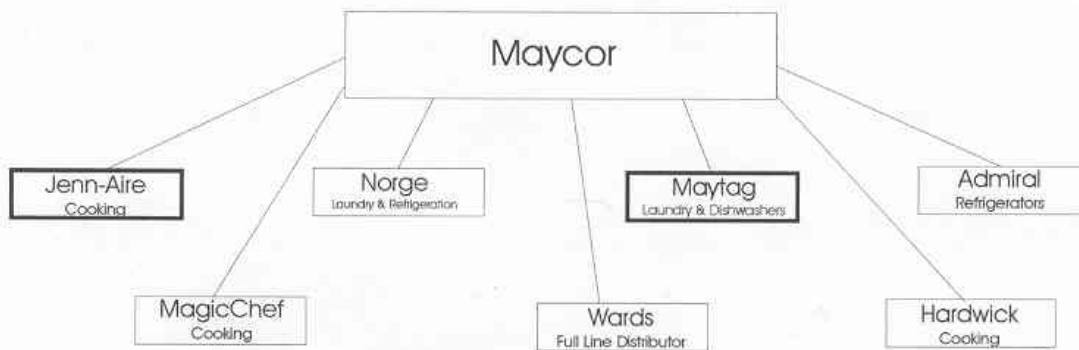 Maycor
Jenn-Aire
Cooking
Norge
Laundry & Refrigeration
Maytag
Laundry & Dishwashers
Admiral
Refrigerators
MagicChef
Cooking
Wards
Full Line Distributor
Hardwick
Cooking